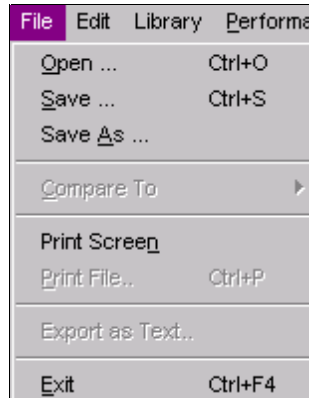 File Edit Library Performa
Open ... Ctrl+O
Save ... Ctrl+S
Save As ...
Compare To
Print Screen
Print File.. Ctrl+P
Export as Text..
Exit Ctrl+F4